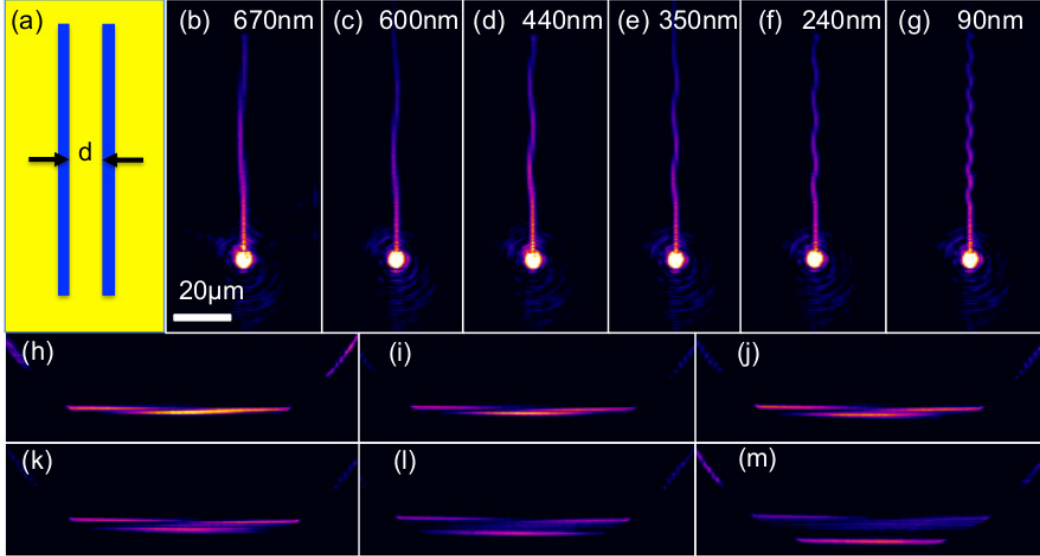 (a)
d
(b) 670nm
20μm
(c) 600nm
(d) 440nm
(e) 350nm
(f) 240nm
(g) 90nm
(h)
(i)
(j)
(k)
(l)
(m)